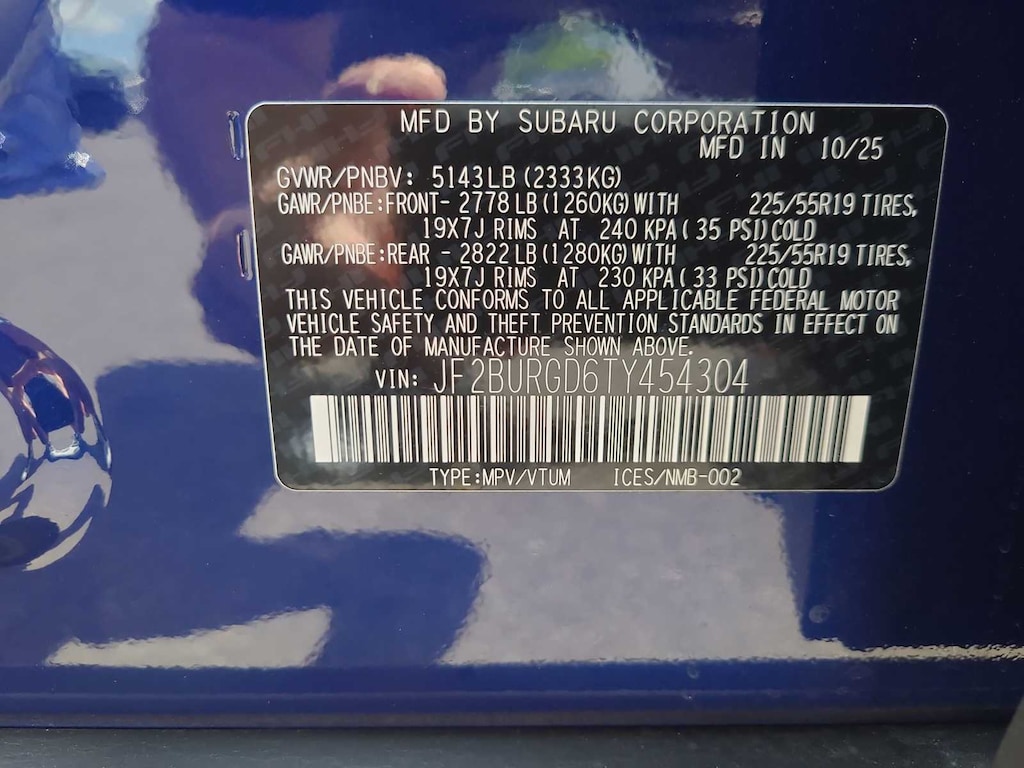 MFD BY SUBARU CORPORATION
MFD IN 10/25
GVWR/PNBV: 5143LB (2333KG)
GAWR/PNBE:FRONT- 2778 LB (1260KG) WITH 225/55R19 TIRES,
19X7J RIMS AT 240 KPA ( 35 PSI) COLD
GAWR/PNBE:REAR - 2822 LB (1280KG) WITH 225/55R19 TIRES,
19X7J RIMS AT 230 KPA ( 33 PSI) COLD
THIS VEHICLE CONFORMS TO ALL APPLICABLE FEDERAL MOTOR
VEHICLE SAFETY AND THEFT PREVENTION STANDARDS IN EFFECT ON
THE DATE OF MANUFACTURE SHOWN ABOVE.
VIN: JF2BURGD6TY454304
TYPE:MPV/VTUM ICES/NMB-002